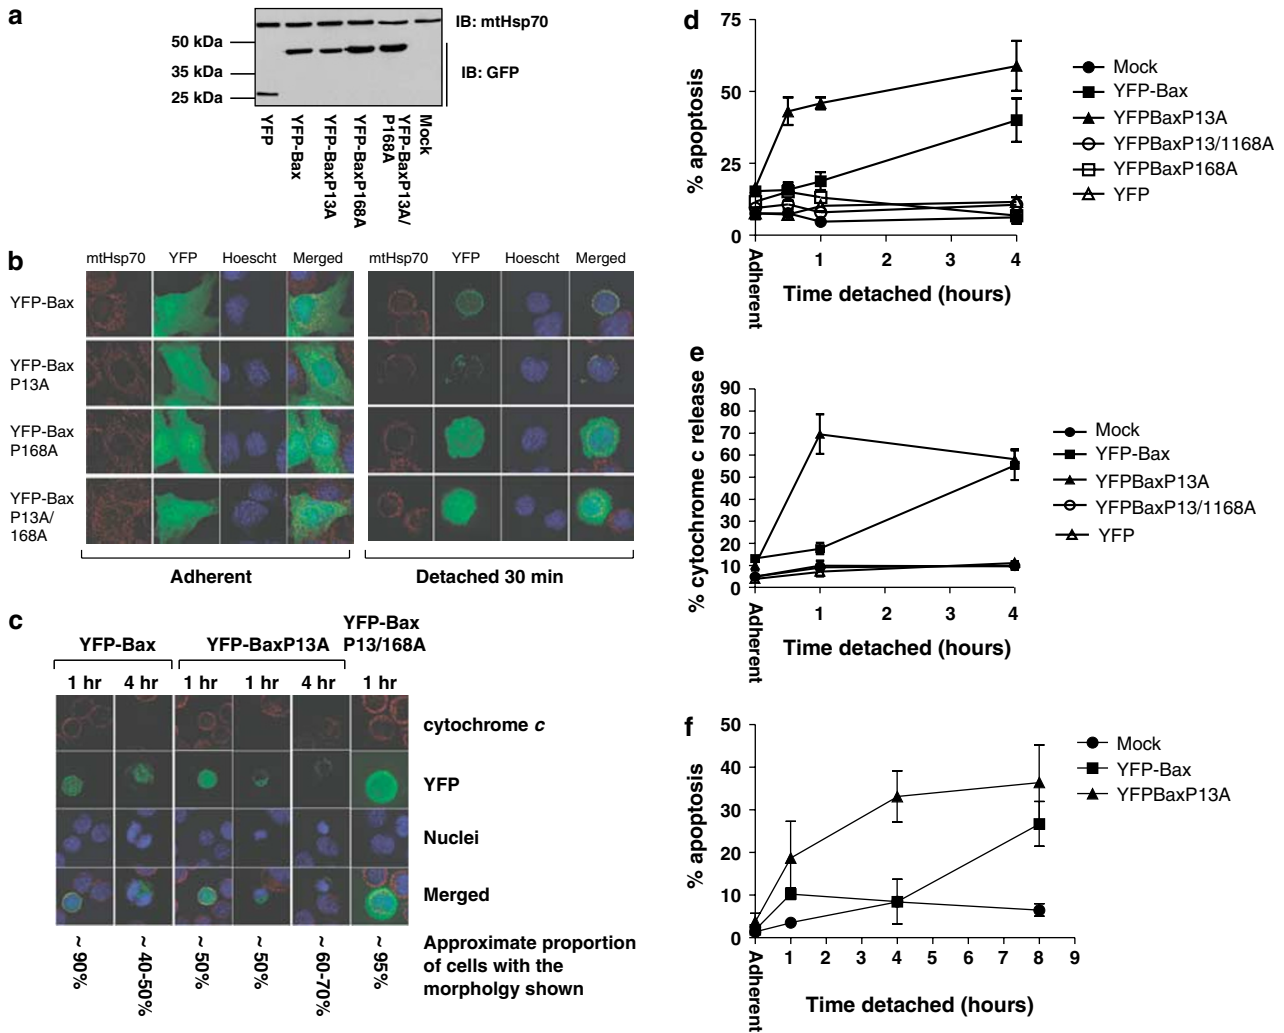 a
IB: mtHsp70
50 kDa
35 kDa
25 kDa
IB: GFP
YFP
YFP-Bax
YFP-BaxP13A
YFP-BaxP168A
YFP-BaxP13A/
P168A
Mock
b
mtHsp70 YFP Hoescht Merged
mtHsp70 YFP Hoescht Merged
YFP-Bax
YFP-Bax
P13A
YFP-Bax
P168A
YFP-Bax
P13A/
168A
Adherent
Detached 30 min
c
YFP-Bax
YFP-BaxP13A
YFP-Bax
P13/168A
1 hr 4 hr 1 hr 1 hr 4 hr 1 hr
cytochrome c
YFP
Nuclei
Merged
~ 90%
~ 40-50%
~ 50%
~ 50%
~ 60-70%
~ 95%
Approximate proportion
of cells with the
morpholgy shown
d
% apoptosis
75
50
25
0
Adherent
1 2 3 4
Time detached (hours)
Mock
YFP-Bax
YFPBaxP13A
YFPBaxP13/1168A
YFPBaxP168A
YFP
e
% cytochrome c release
90
80
70
60
50
40
30
20
10
0
Adherent
1 2 3 4
Time detached (hours)
Mock
YFP-Bax
YFPBaxP13A
YFPBaxP13/1168A
YFP
f
% apoptosis
50
40
30
20
10
0
Adherent
1 2 3 4 5 6 7 8 9
Time detached (hours)
Mock
YFP-Bax
YFPBaxP13A